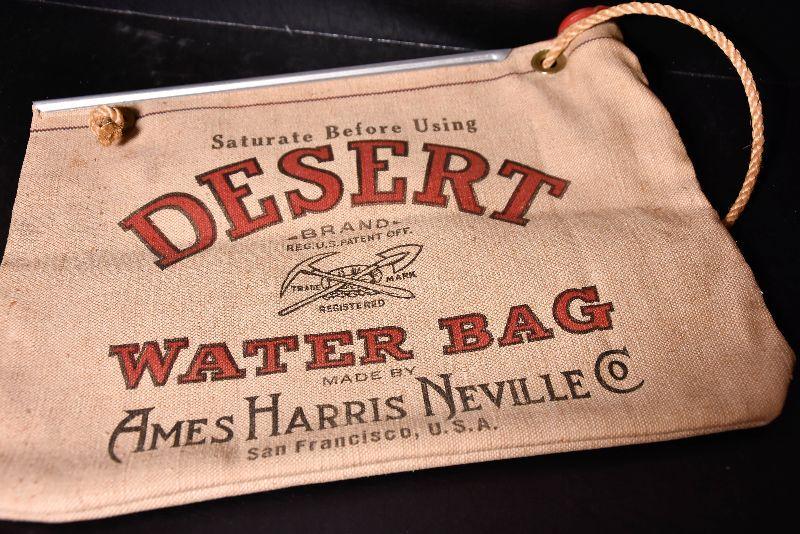 Saturate Before Using
DESERT
-BRAND-
REG. U.S. PATENT OFF.
TRADE MARK
REGISTERED
WATER BAG
MADE BY
AMES HARRIS NEVILLE CO
San Francisco, U.S.A.